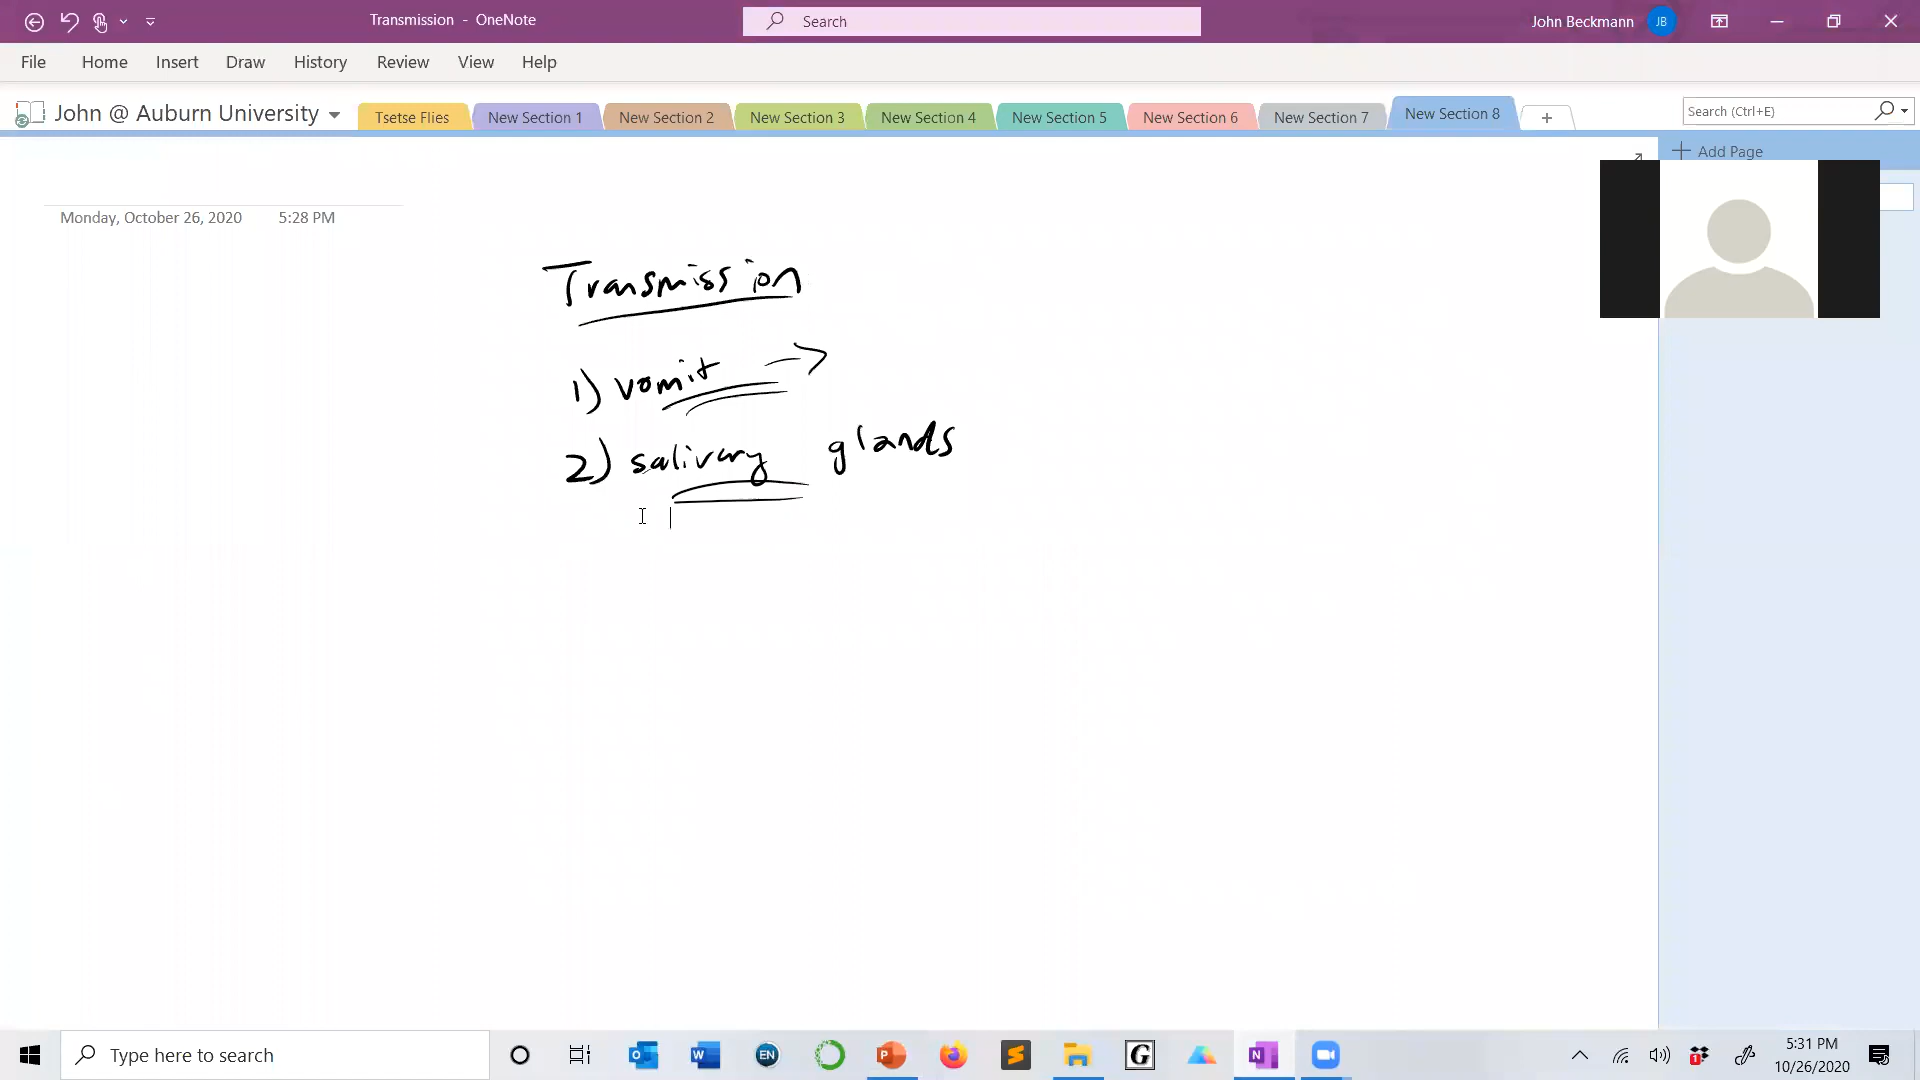 Transmission - OneNote
Search
John Beckmann
JB
File Home Insert Draw History Review View Help
John @ Auburn University
Tsetse Flies
New Section 1
New Section 2
New Section 3
New Section 4
New Section 5
New Section 6
New Section 7
New Section 8
Search (Ctrl+E)
Add Page
Monday, October 26, 2020 5:28 PM
Transmission
1) vomit →
2) salivary glands
Type here to search
EN
G
5:31 PM
10/26/2020